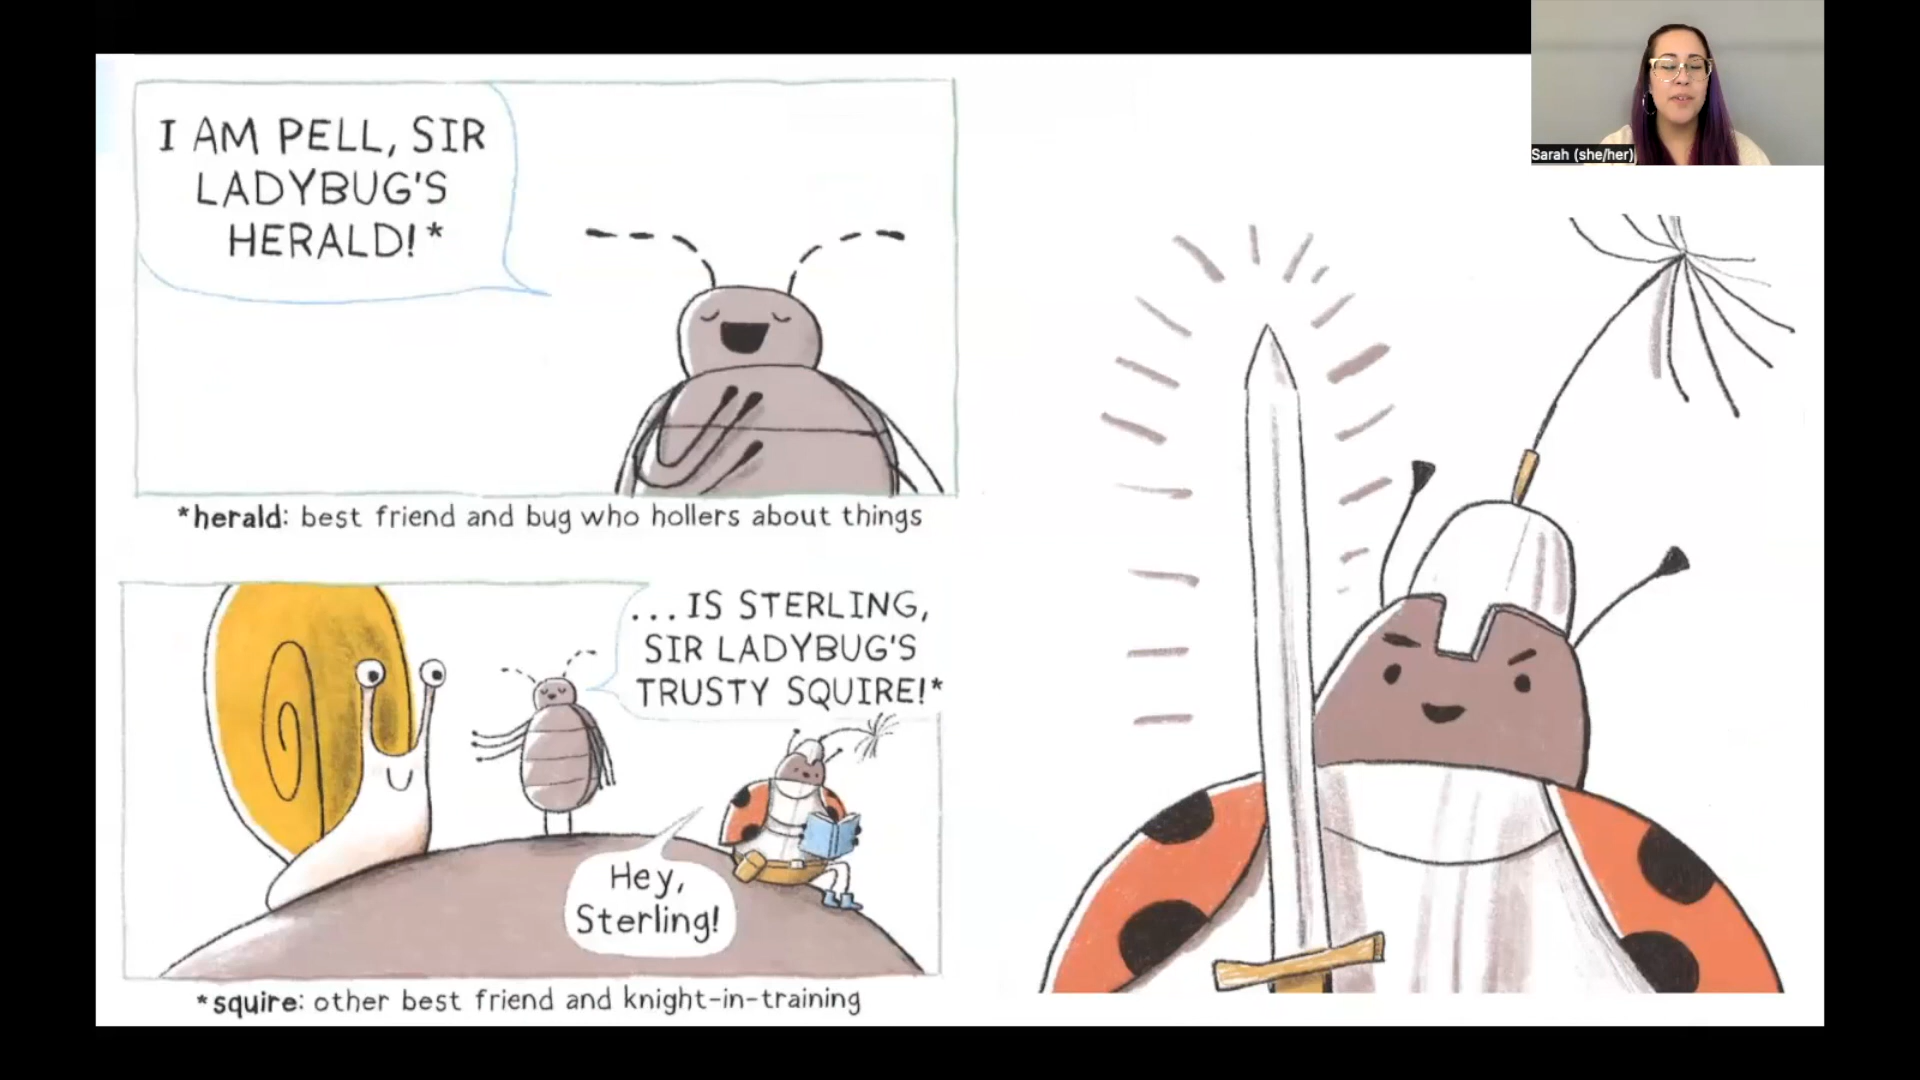 I AM PELL, SIR
LADYBUG'S
HERALD!*
*herald: best friend and bug who hollers about things
...IS STERLING,
SIR LADYBUG'S
TRUSTY SQUIRE!*
Hey,
Sterling!
*squire: other best friend and knight-in-training
Sarah (she/her)